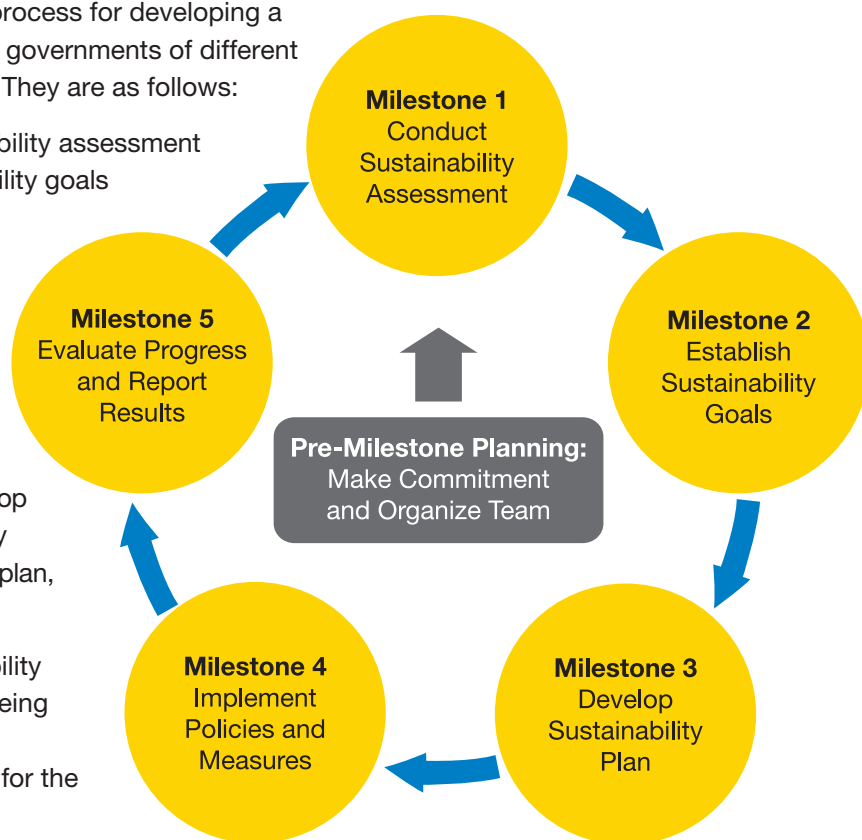 process for developing a
governments of different
They are as follows:
bility assessment
ility goals
op
y
plan,
bility
eing
for the
Milestone 1
Conduct
Sustainability
Assessment
Milestone 2
Establish
Sustainability
Goals
Milestone 3
Develop
Sustainability
Plan
Milestone 4
Implement
Policies and
Measures
Milestone 5
Evaluate Progress
and Report
Results
Pre-Milestone Planning:
Make Commitment
and Organize Team